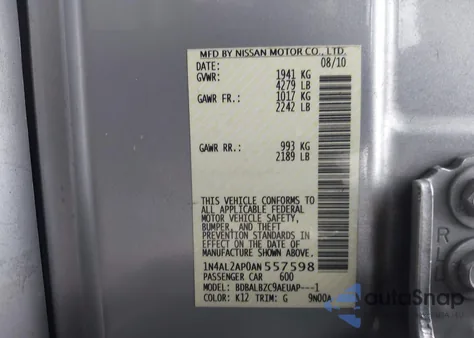 MFD BY NISSAN MOTOR CO., LTD.
DATE: 08/10
GVWR: 1941 KG
4279 LB
GAWR FR.: 1017 KG
2242 LB
GAWR RR.: 993 KG
2189 LB
THIS VEHICLE CONFORMS TO
ALL APPLICABLE FEDERAL
MOTOR VEHICLE SAFETY,
BUMPER, AND THEFT
PREVENTION STANDARDS
IN EFFECT ON THE DATE OF
MANUFACTURE SHOWN ABOVE.
1N4AL2AP0AN557598
PASSENGER CAR 600
MODEL: BDBALBZC9AEUAP---1
COLOR: K12 TRIM: G 9N00A
AutoSnap